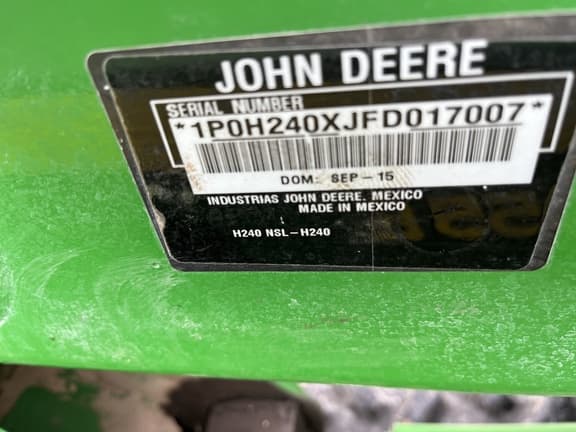 JOHN DEERE
SERIAL NUMBER
*1P0H240XJFD017007*
DOM: SEP-15
INDUSTRIAS JOHN DEERE, MEXICO
MADE IN MEXICO
H240 NSL-H240